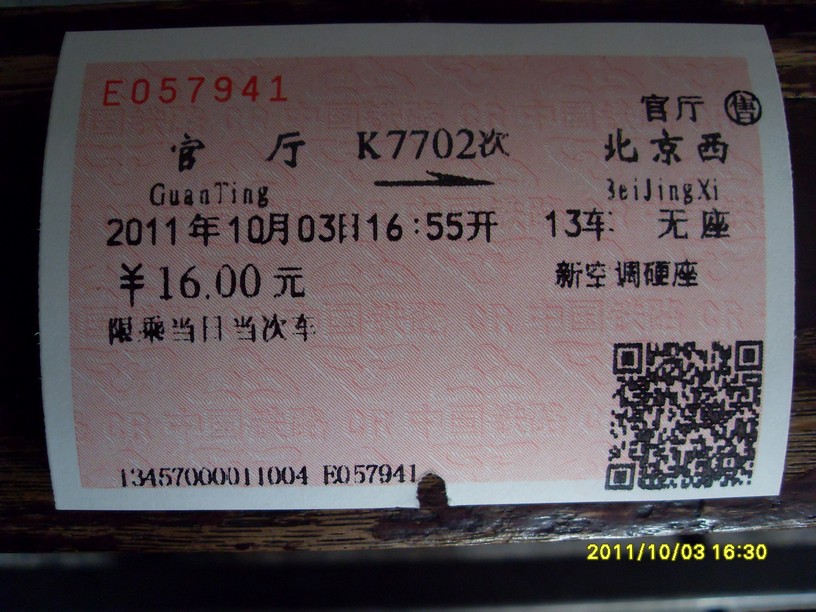 E057941
官厅 售
官厅 K7702次 北京西
GuanTing BeiJingXi
2011年10月03日16:55开 13车 无座
¥16.00元 新空调硬座
限乘当日当次车
13457000011004 E057941
2011/10/03 16:30